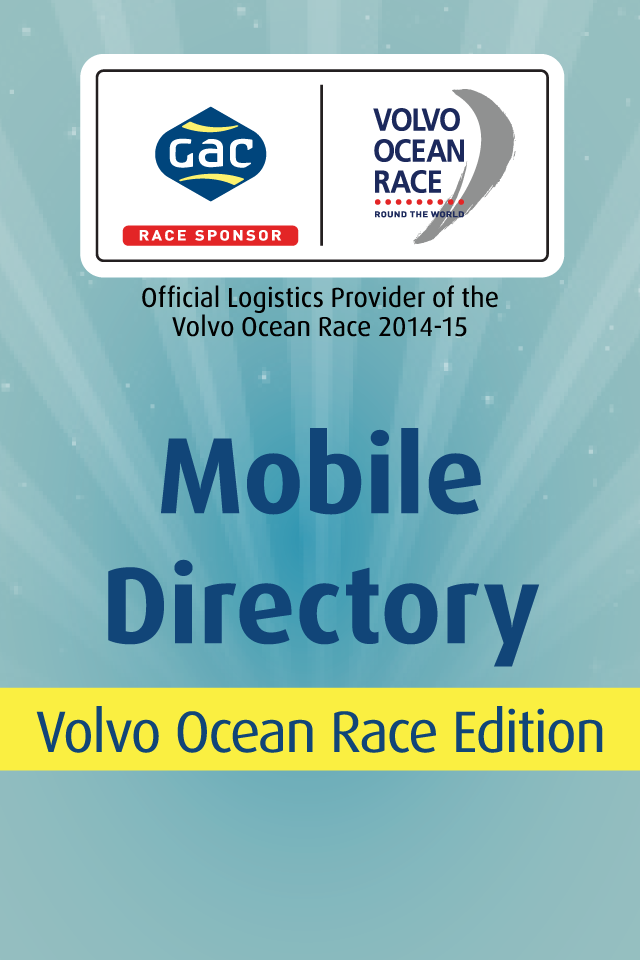 GAC
RACE SPONSOR
VOLVO
OCEAN
RACE
ROUND THE WORLD
Official Logistics Provider of the
Volvo Ocean Race 2014-15
Mobile
Directory
Volvo Ocean Race Edition